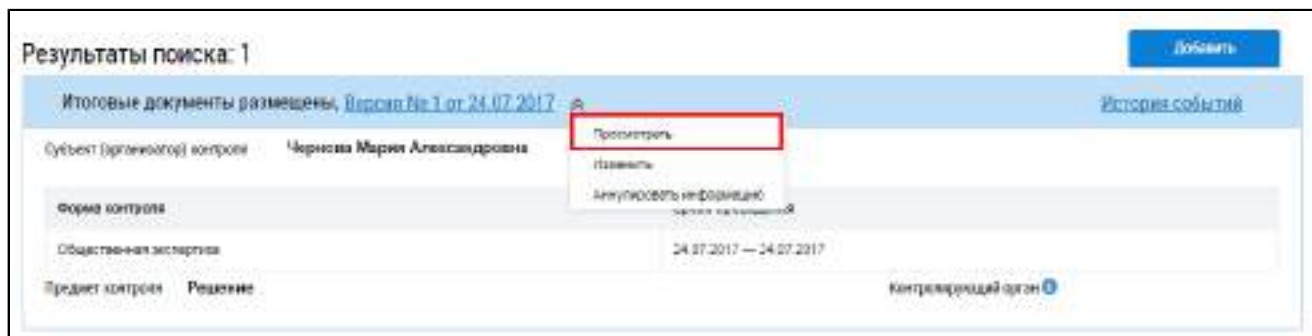 Результаты поиска: 1
Добавить
Итоговые документы размещены, Версия № 1 от 24.07.2017
История событий
Просмотреть
Субъект (организатор) контроля Чернова Мария Александровна
Изменить
Аннулировать информацию
Форма контроля
Общественная экспертиза 24.07.2017 — 24.07.2017
Предмет контроля Решение Контролирующий орган